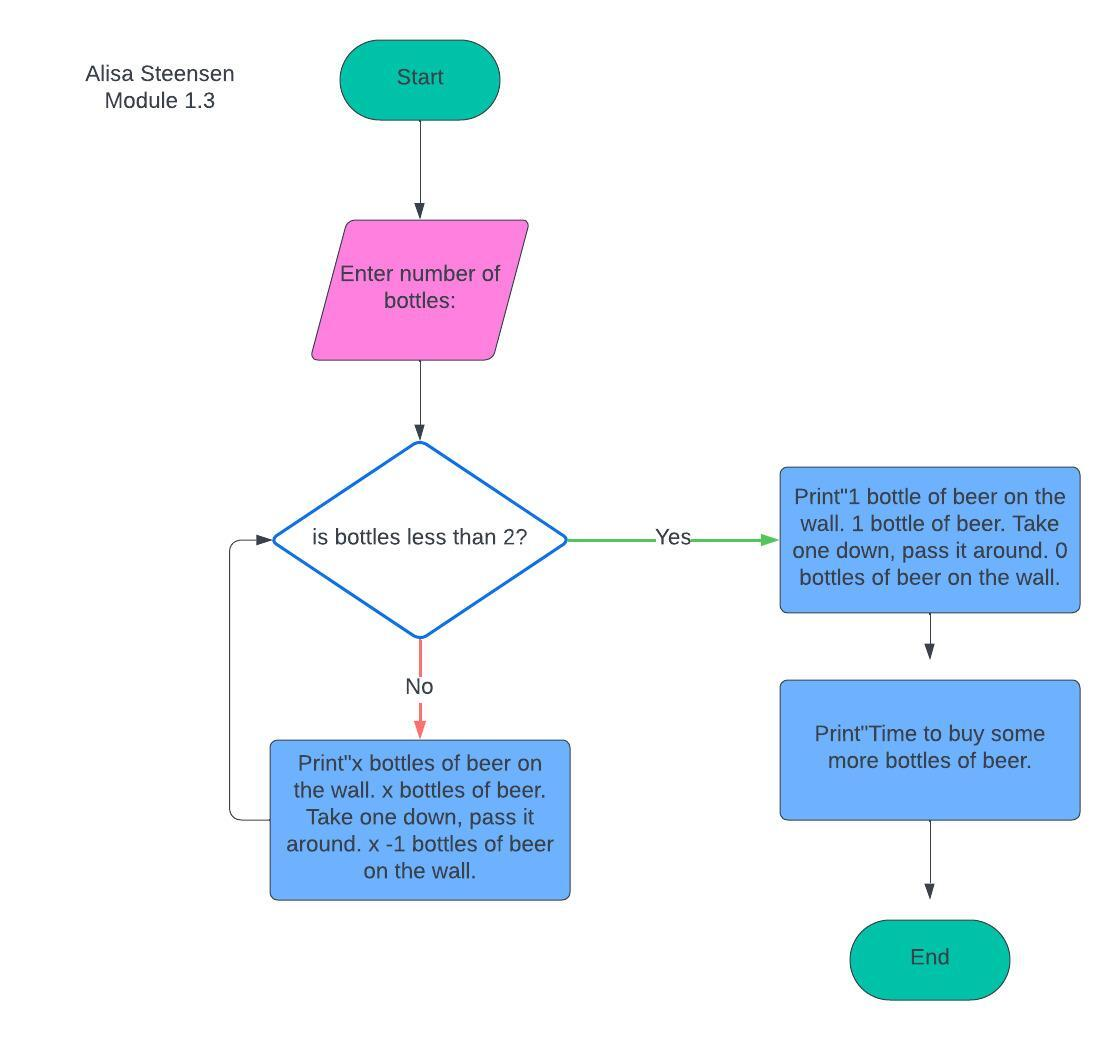 Alisa Steensen
Module 1.3
Start
Enter number of
bottles:
is bottles less than 2?
Yes
Print"1 bottle of beer on the
wall. 1 bottle of beer. Take
one down, pass it around. 0
bottles of beer on the wall.
No
Print"x bottles of beer on
the wall. x bottles of beer.
Take one down, pass it
around. x -1 bottles of beer
on the wall.
Print"Time to buy some
more bottles of beer.
End